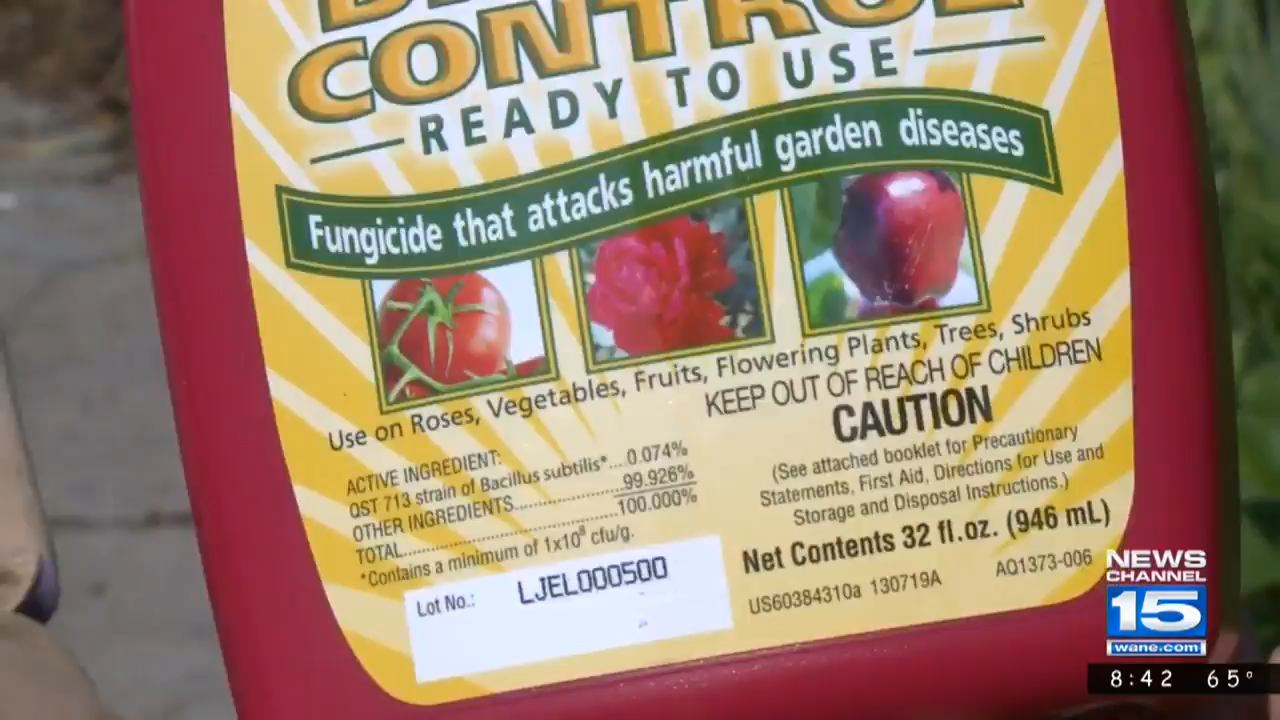 CONTROL
READY TO USE
Fungicide that attacks harmful garden diseases
Use on Roses, Vegetables, Fruits, Flowering Plants, Trees, Shrubs
KEEP OUT OF REACH OF CHILDREN
CAUTION
(See attached booklet for Precautionary
Statements, First Aid, Directions for Use and
Storage and Disposal Instructions.)
ACTIVE INGREDIENT:
QST 713 strain of Bacillus subtilis*....0.074%
OTHER INGREDIENTS..................99.926%
TOTAL....................................100.000%
*Contains a minimum of 1x10⁸ cfu/g.
Net Contents 32 fl.oz. (946 mL)
Lot No.: LJEL000500
US60384310a 130719A AQ1373-006
NEWS
CHANNEL
15
wane.com
8:42 65°